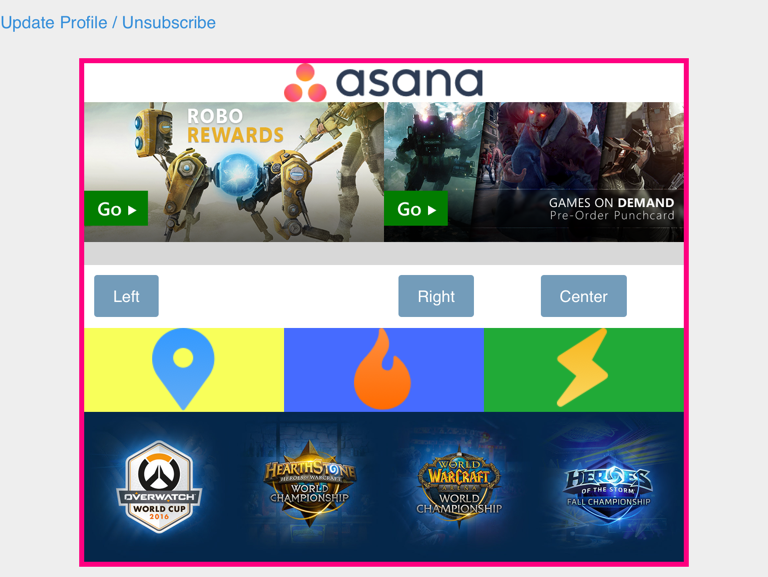 Update Profile / Unsubscribe
asana
ROBO
REWARDS
Go
Go
GAMES ON DEMAND
Pre-Order Punchcard
Left
Right
Center
OVERWATCH
WORLD CUP
2016
HEARTHSTONE
HEROES OF WARCRAFT
WORLD
CHAMPIONSHIP
WORLD
WARCRAFT
WORLD
CHAMPIONSHIP
HEROES
OF THE STORM
FALL CHAMPIONSHIP